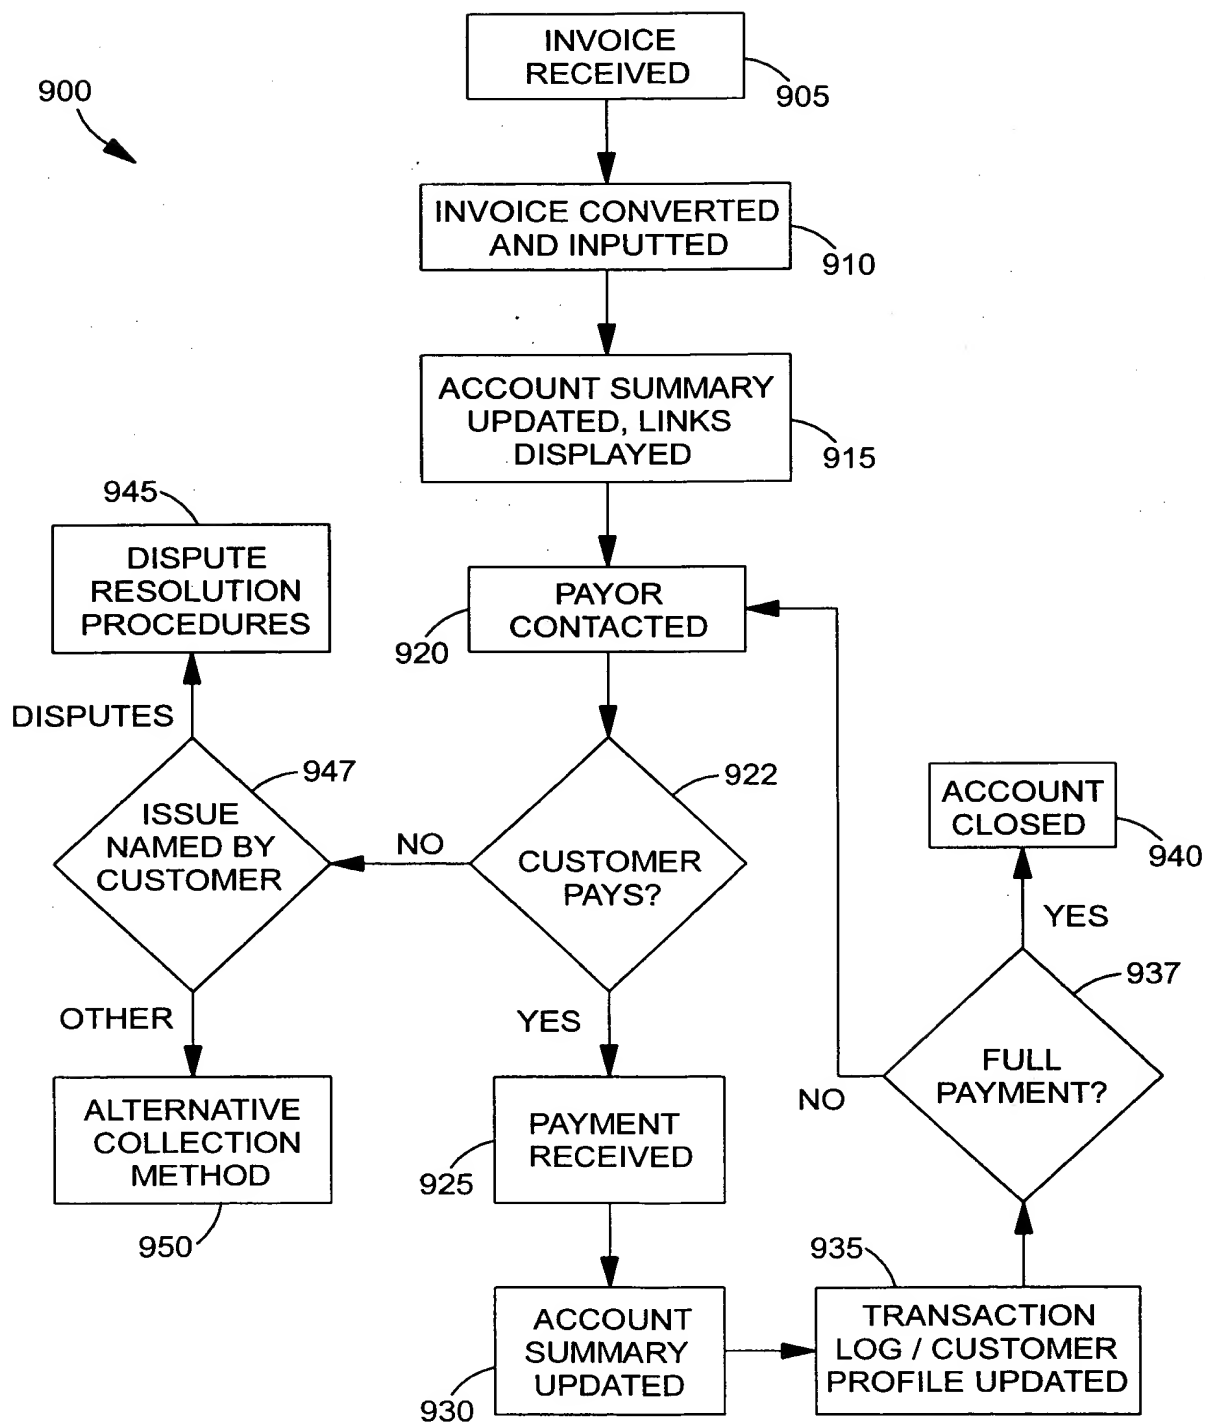 INVOICE
RECEIVED
905
900
INVOICE CONVERTED
AND INPUTTED
910
ACCOUNT SUMMARY
UPDATED, LINKS
DISPLAYED
915
945
DISPUTE
RESOLUTION
PROCEDURES
PAYOR
CONTACTED
920
DISPUTES
947
ISSUE
NAMED BY
CUSTOMER
NO
922
CUSTOMER
PAYS?
ACCOUNT
CLOSED
940
YES
937
FULL
PAYMENT?
NO
OTHER
YES
ALTERNATIVE
COLLECTION
METHOD
950
PAYMENT
RECEIVED
925
935
ACCOUNT
SUMMARY
UPDATED
930
TRANSACTION
LOG / CUSTOMER
PROFILE UPDATED